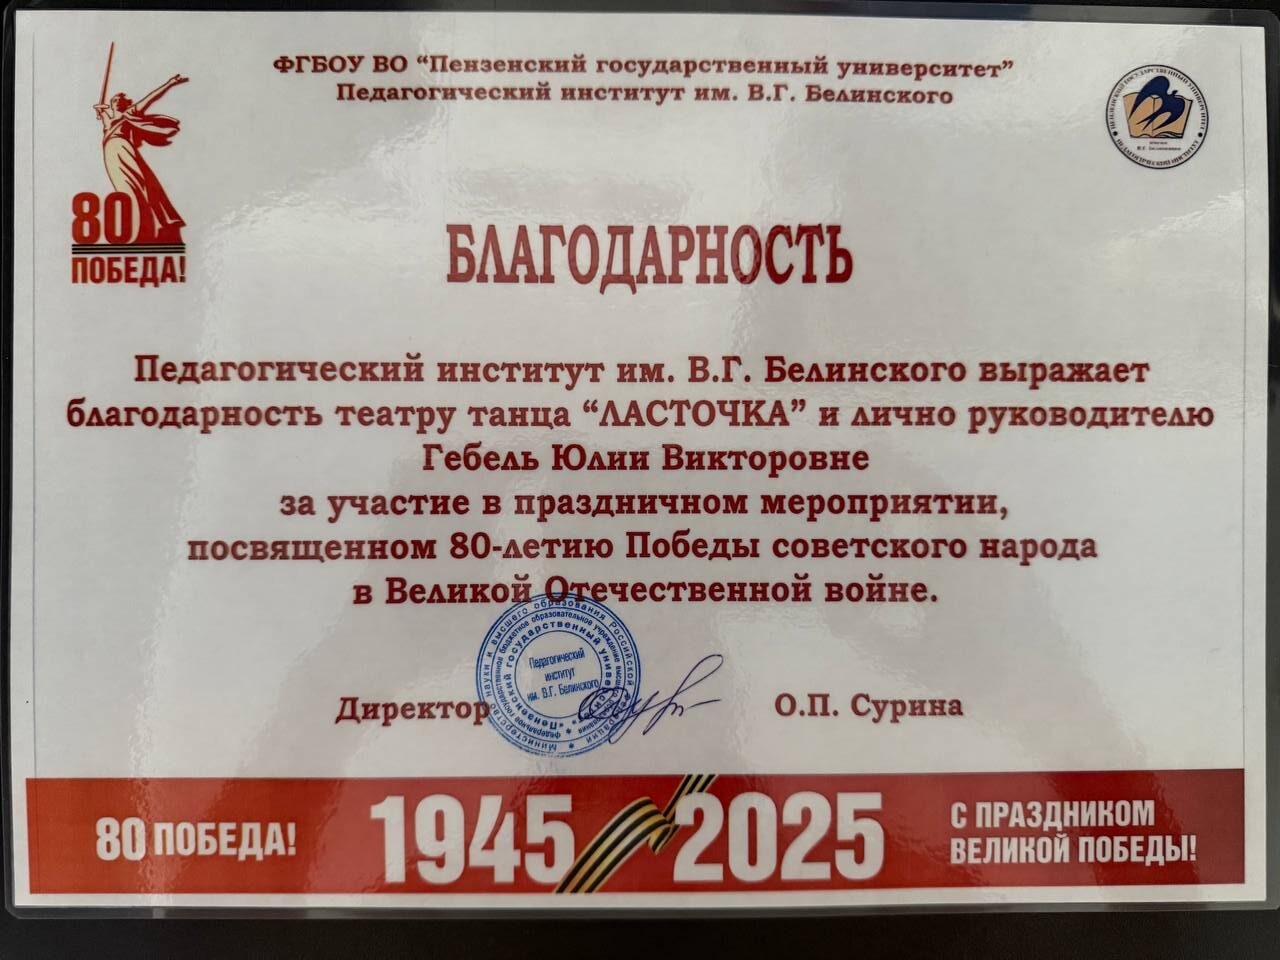 ФГБОУ ВО “Пензенский государственный университет”
Педагогический институт им. В.Г. Белинского
80
ПОБЕДА!
БЛАГОДАРНОСТЬ
Педагогический институт им. В.Г. Белинского выражает
благодарность театру танца “ЛАСТОЧКА” и лично руководителю
Гебель Юлии Викторовне
за участие в праздничном мероприятии,
посвященном 80-летию Победы советского народа
в Великой Отечественной войне.
Педагогический
институт
им. В.Г. Белинского
Директор
О.П. Сурина
80 ПОБЕДА!
1945 2025
С ПРАЗДНИКОМ
ВЕЛИКОЙ ПОБЕДЫ!